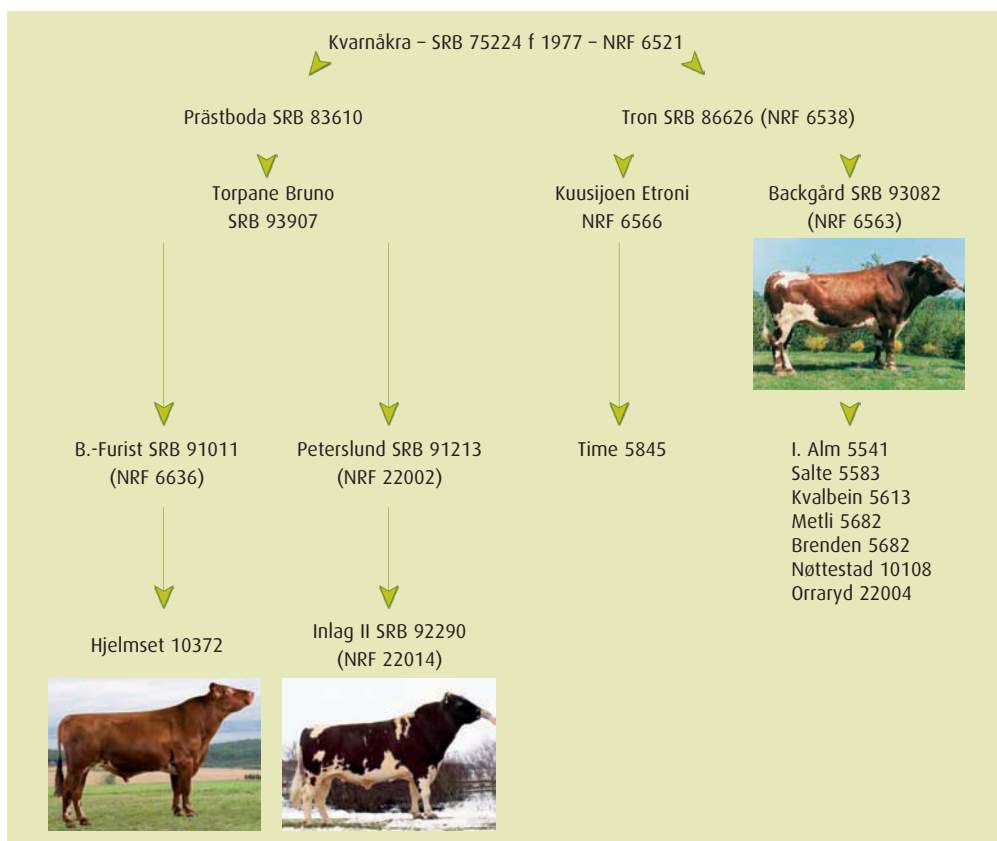 Kvarnåkra – SRB 75224 f 1977 – NRF 6521
Prästboda SRB 83610
Tron SRB 86626 (NRF 6538)
Torpane Bruno
SRB 93907
Kuusijoen Etroni
NRF 6566
Backgård SRB 93082
(NRF 6563)
B.-Furist SRB 91011
(NRF 6636)
Peterslund SRB 91213
(NRF 22002)
Time 5845
I. Alm 5541
Salte 5583
Kvalbein 5613
Metli 5682
Brenden 5682
Nøttestad 10108
Orraryd 22004
Hjelmset 10372
Inlag II SRB 92290
(NRF 22014)